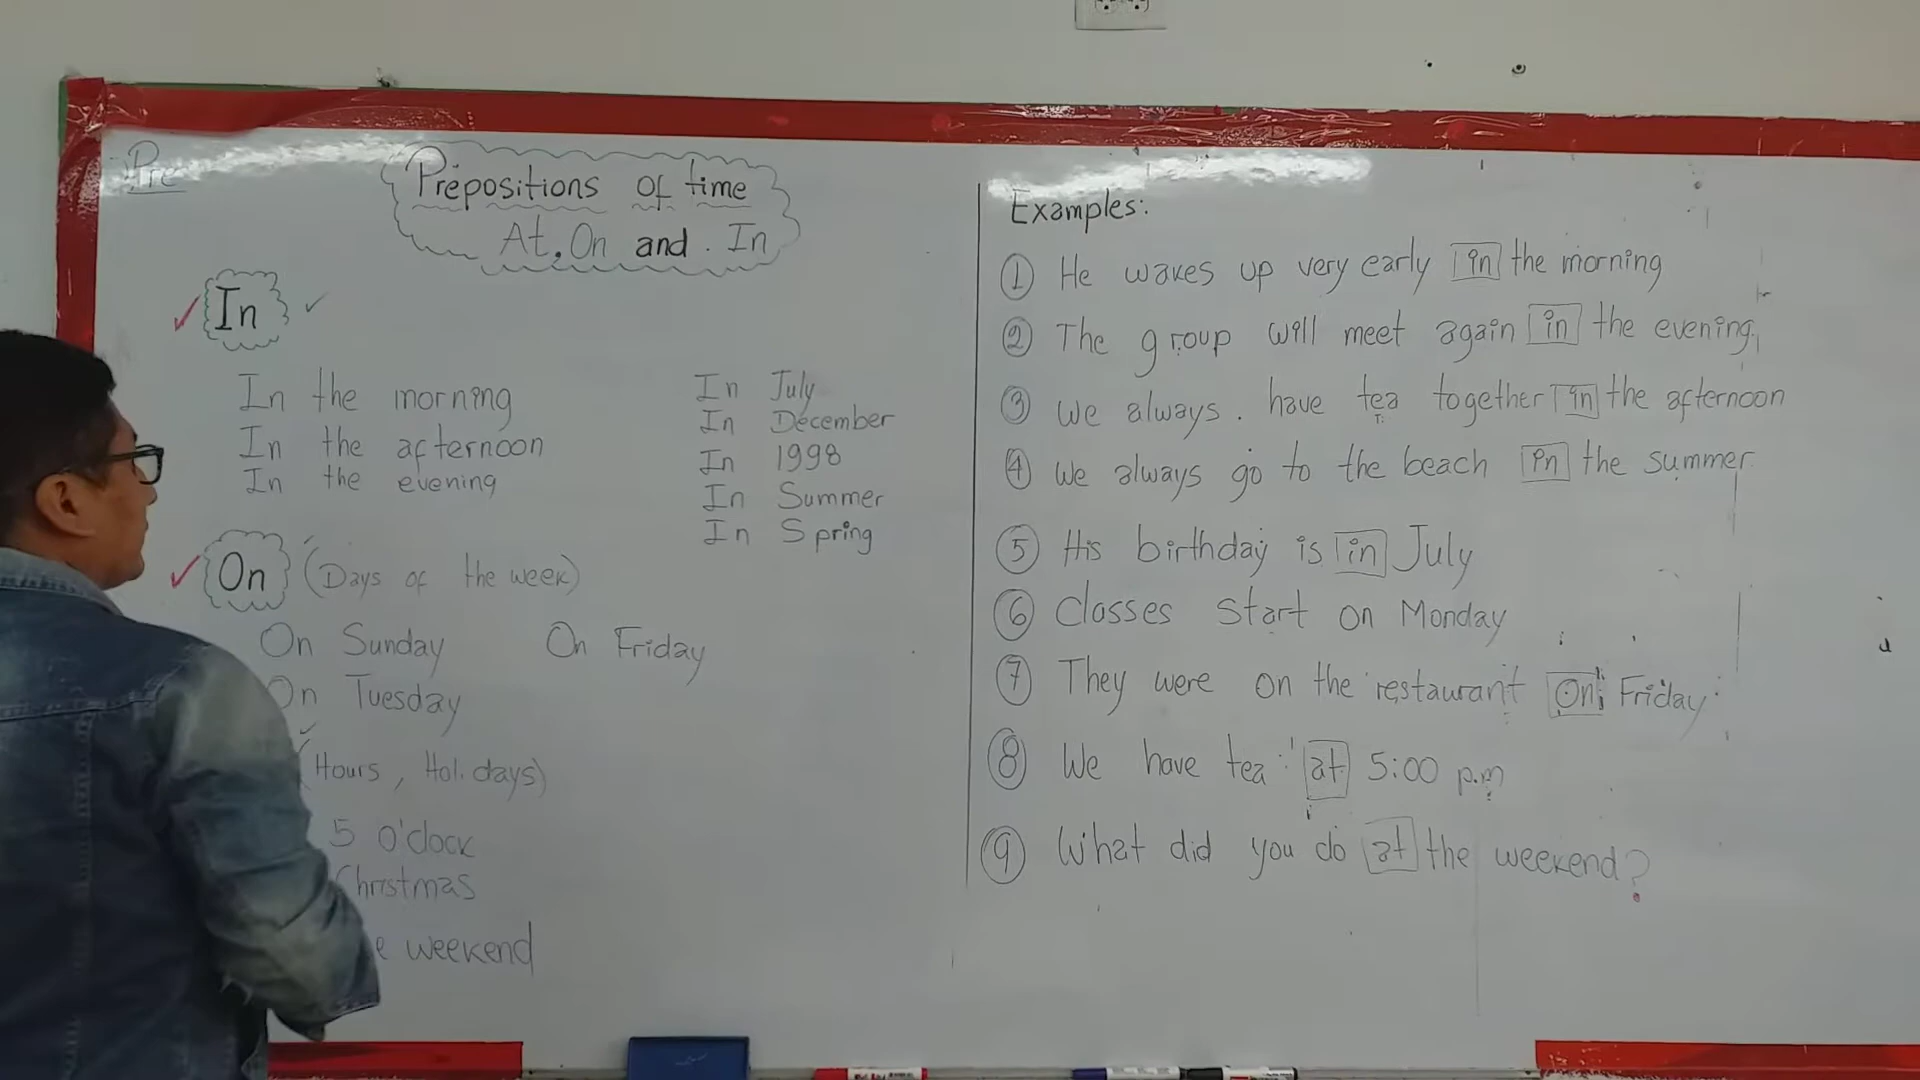 Pre
Prepositions of time
At, On and . In
In
In the morning
In the afternoon
In the evening
In July
In December
In 1998
In Summer
In Spring
On (Days of the week)
On Sunday On Friday
On Tuesday
(Hours, Holidays)
5 o'clock
Christmas
e weekend
Examples:
① He wakes up very early in the morning
② The group will meet again in the evening.
③ We always . have tea together in the afternoon
④ We always go to the beach in the summer
⑤ His birthday is in July
⑥ Classes start on Monday
⑦ They were on the restaurant On Friday
⑧ We have tea at 5:00 p.m
⑨ What did you do at the weekend?